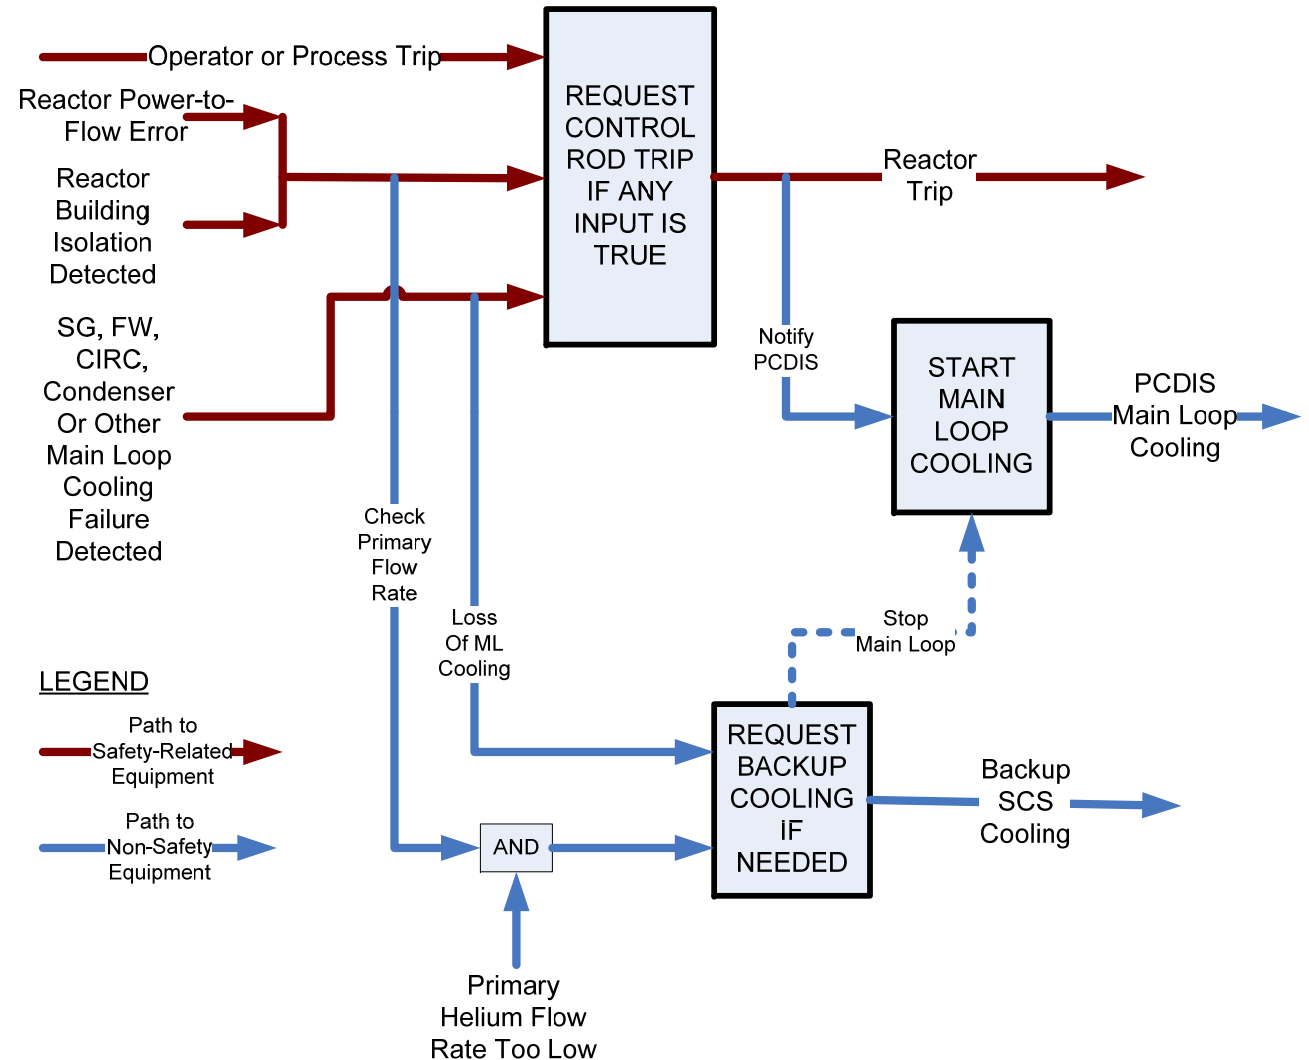 Operator or Process Trip
Reactor Power-to-
Flow Error
Reactor
Building
Isolation
Detected
SG, FW,
CIRC,
Condenser
Or Other
Main Loop
Cooling
Failure
Detected
REQUEST
CONTROL
ROD TRIP
IF ANY
INPUT IS
TRUE
Reactor
Trip
Notify
PCDIS
START
MAIN
LOOP
COOLING
PCDIS
Main Loop
Cooling
Check
Primary
Flow
Rate
Loss
Of ML
Cooling
Stop
Main Loop
REQUEST
BACKUP
COOLING
IF
NEEDED
Backup
SCS
Cooling
AND
Primary
Helium Flow
Rate Too Low
LEGEND
Path to
Safety-Related
Equipment
Path to
Non-Safety
Equipment